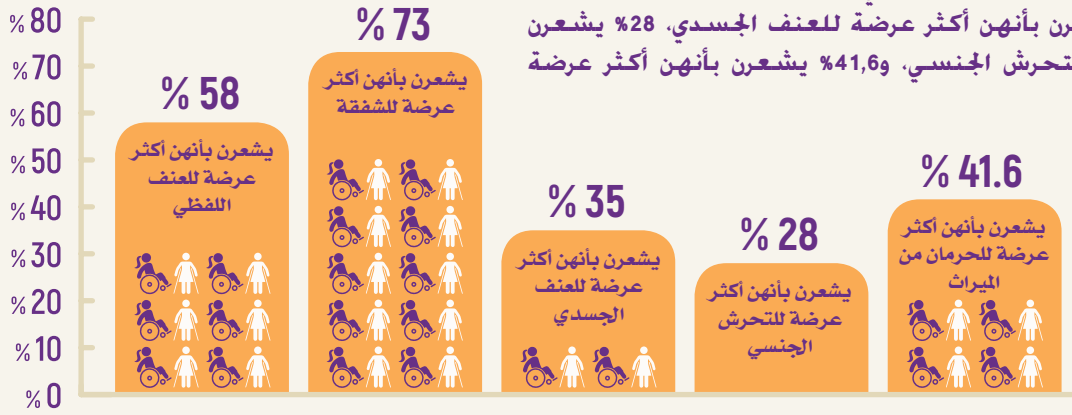 رن بأنهن أكثر عرضة للعنف الجسدي، 28% يشعرن
تحرش الجنسي، و41,6% يشعرن بأنهن أكثر عرضة
% 80
% 70
% 60
% 50
% 40
% 30
% 20
% 10
% 0
% 58
يشعرن بأنهن أكثر
عرضة للعنف
اللفظي
% 73
يشعرن بأنهن أكثر
عرضة للشفقة
% 35
يشعرن بأنهن أكثر
عرضة للعنف
الجسدي
% 28
يشعرن بأنهن أكثر
عرضة للتحرش
الجنسي
% 41.6
يشعرن بأنهن أكثر
عرضة للحرمان من
الميراث